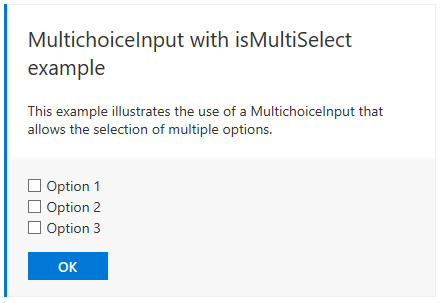 MultichoiceInput with isMultiSelect
example
This example illustrates the use of a MultichoiceInput that
allows the selection of multiple options.
Option 1
Option 2
Option 3
OK